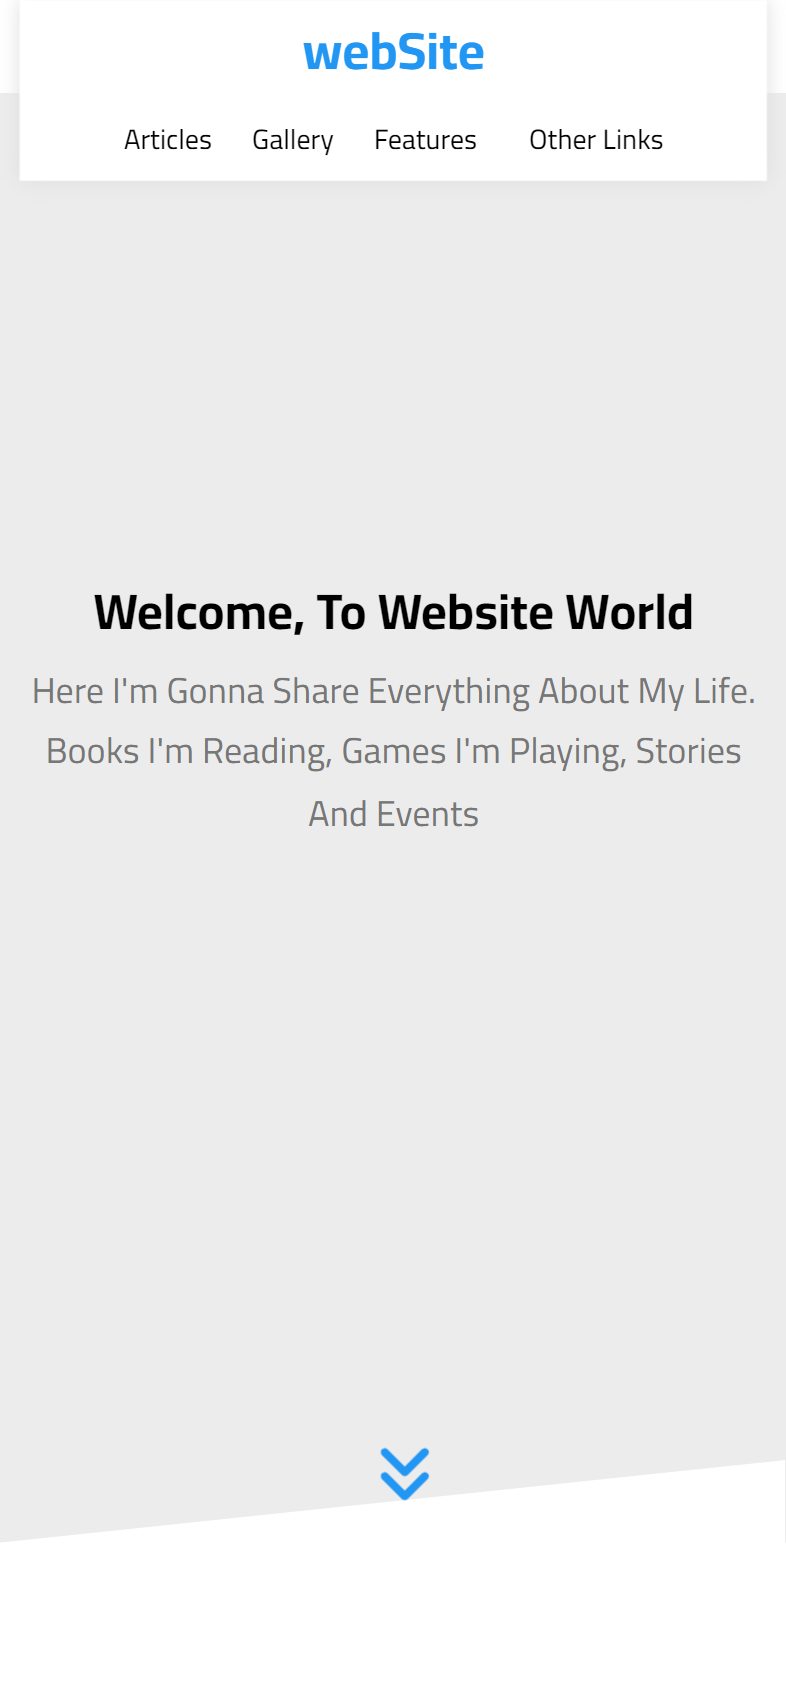 webSite
Articles Gallery Features Other Links
Welcome, To Website World
Here I'm Gonna Share Everything About My Life.
Books I'm Reading, Games I'm Playing, Stories
And Events